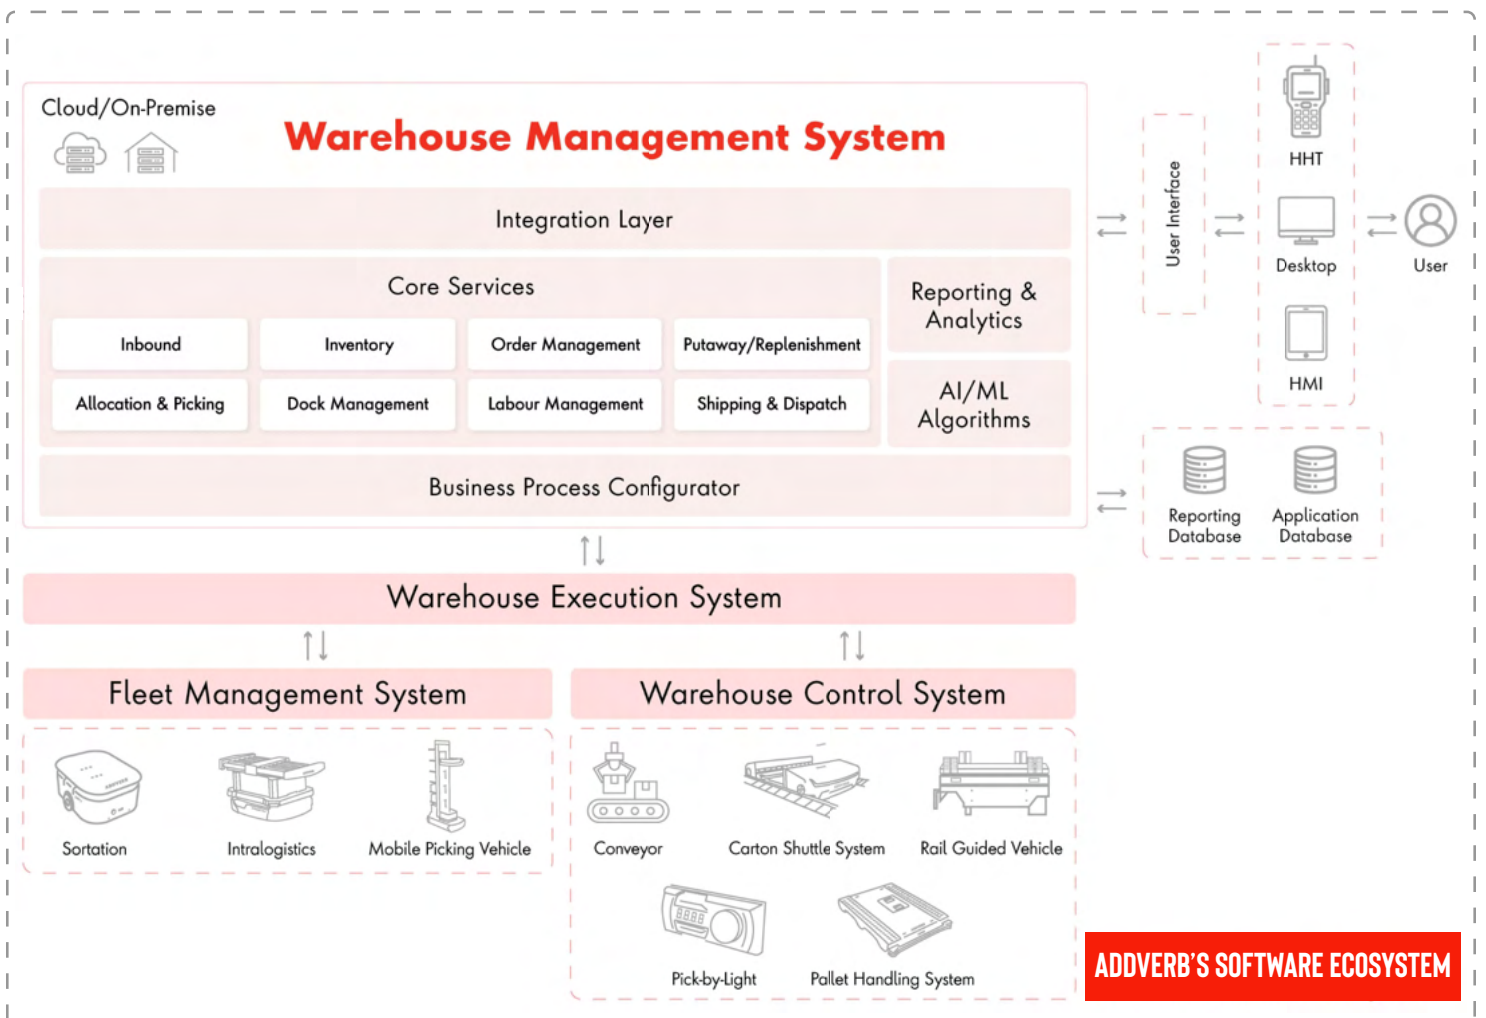 Cloud/On-Premise
Warehouse Management System
Integration Layer
Core Services
Inbound
Inventory
Order Management
Putaway/Replenishment
Allocation & Picking
Dock Management
Labour Management
Shipping & Dispatch
Reporting &
Analytics
AI/ML
Algorithms
Business Process Configurator
User Interface
HHT
Desktop
HMI
User
Reporting
Database
Application
Database
Warehouse Execution System
Fleet Management System
Sortation
Intralogistics
Mobile Picking Vehicle
Warehouse Control System
Conveyor
Carton Shuttle System
Rail Guided Vehicle
Pick-by-Light
Pallet Handling System
ADDVERB'S SOFTWARE ECOSYSTEM